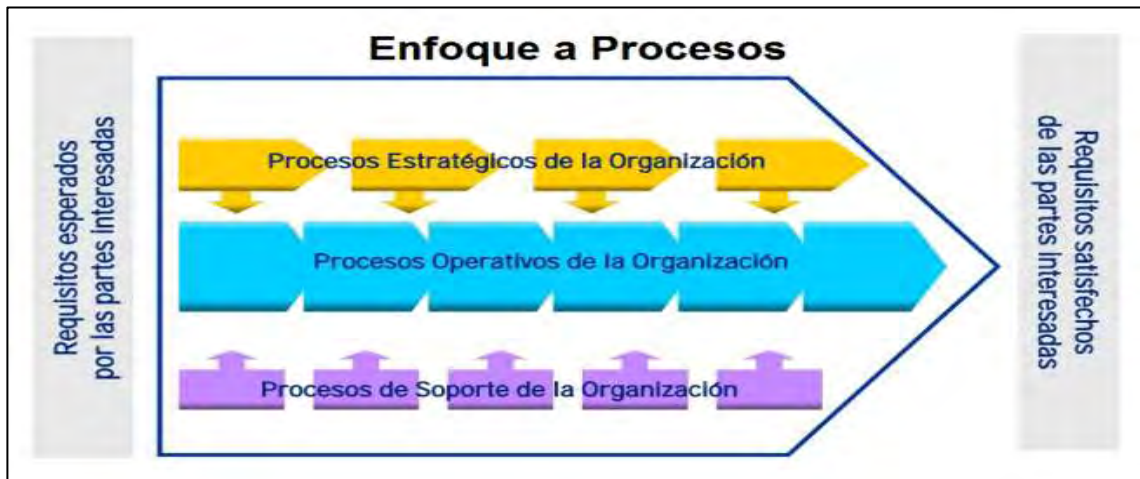 Enfoque a Procesos
Requisitos esperados
por las partes interesadas
Procesos Estratégicos de la Organización
Procesos Operativos de la Organización
Procesos de Soporte de la Organización
Requisitos satisfechos
de las partes interesadas